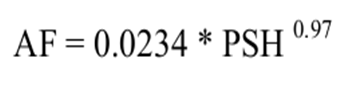 AF = 0.0234 * PSH ^0.97